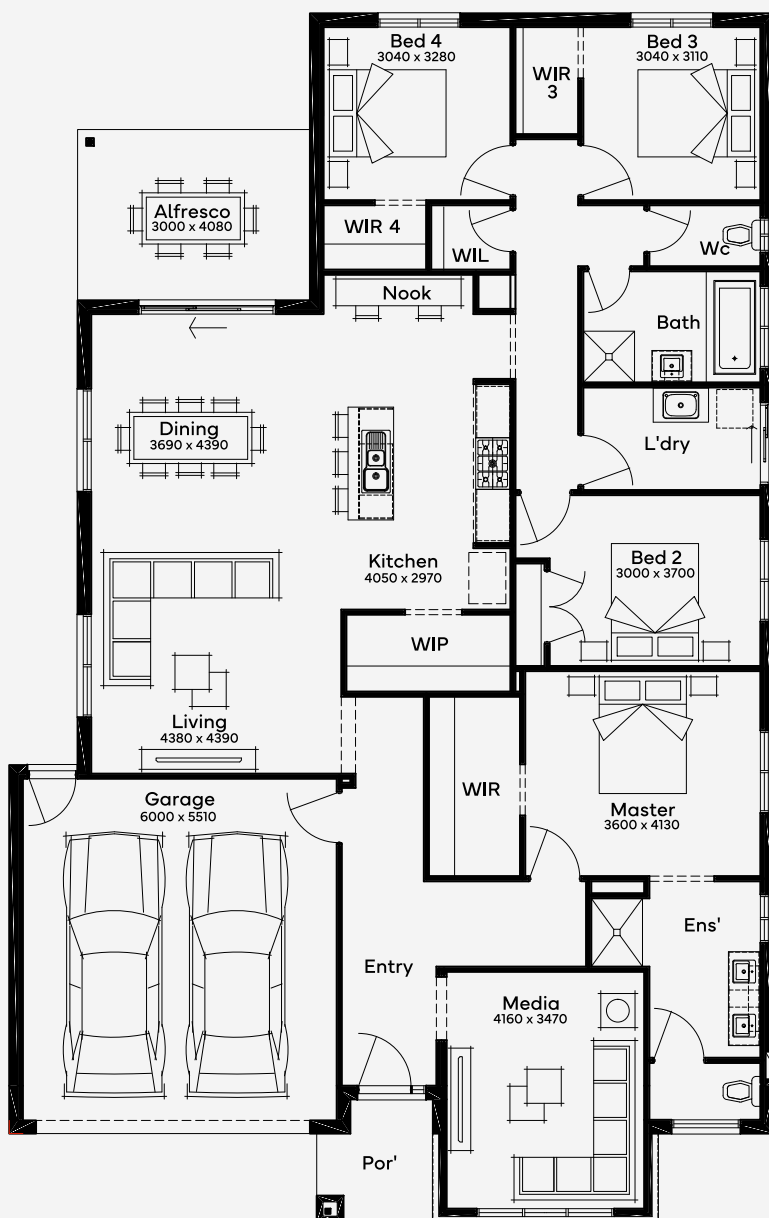 Bed 4
3040 x 3280
WIR
3
Bed 3
3040 x 3110
Alfresco
3000 x 4080
WIR 4
WIL
Wc
Nook
Bath
Dining
3690 x 4390
L'dry
Kitchen
4050 x 2970
Bed 2
3000 x 3700
WIP
Living
4380 x 4390
WIR
Garage
6000 x 5510
Master
3600 x 4130
Ens'
Entry
Media
4160 x 3470
Por'